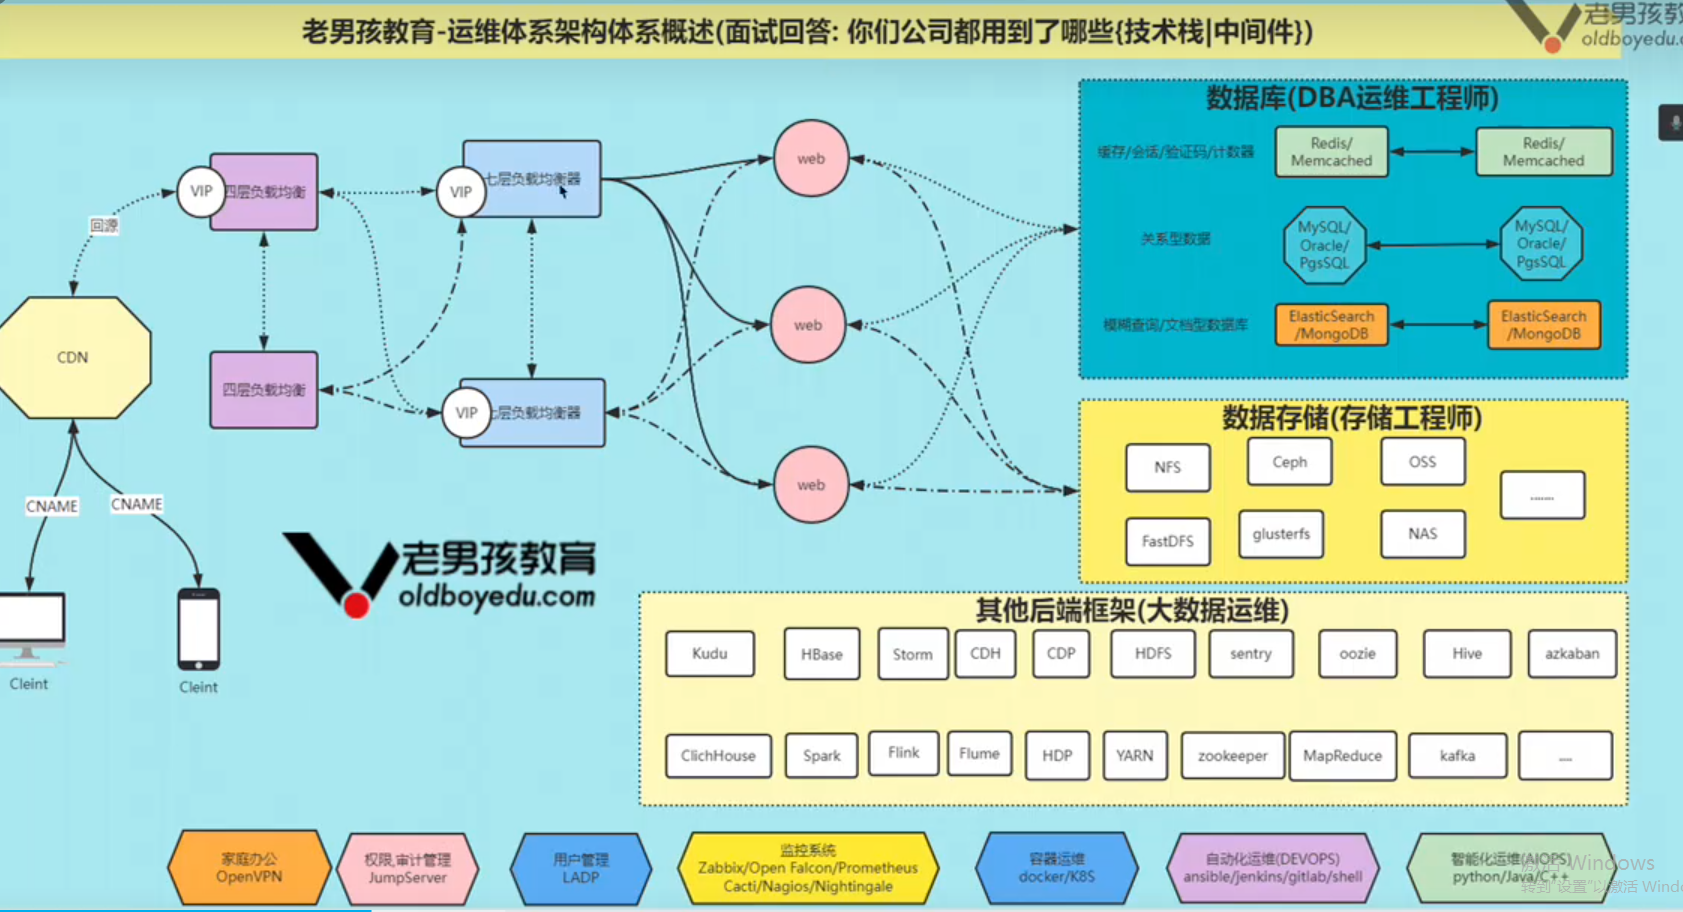 老男孩教育-运维体系架构体系概述(面试回答: 你们公司都用到了哪些{技术栈|中间件})
老男孩教
oldboyedu.c
回源
VIP
四层负载均衡
VIP
七层负载均衡器
web
CDN
web
四层负载均衡
VIP
七层负载均衡器
web
CNAME
CNAME
Cleint
Cleint
老男孩教育
oldboyedu.com
数据库(DBA运维工程师)
缓存/会话/验证码/计数器
Redis/
Memcached
Redis/
Memcached
关系型数据
MySQL/
Oracle/
PgsSQL
MySQL/
Oracle/
PgsSQL
模糊查询/文档型数据库
ElasticSearch
/MongoDB
ElasticSearch
/MongoDB
数据存储(存储工程师)
NFS
Ceph
OSS
......
FastDFS
glusterfs
NAS
其他后端框架(大数据运维)
Kudu
HBase
Storm
CDH
CDP
HDFS
sentry
oozie
Hive
azkaban
ClichHouse
Spark
Flink
Flume
HDP
YARN
zookeeper
MapReduce
kafka
....
家庭办公
OpenVPN
权限,审计管理
JumpServer
用户管理
LADP
监控系统
Zabbix/Open Falcon/Prometheus
Cacti/Nagios/Nightingale
容器运维
docker/K8S
自动化运维(DEVOPS)
ansible/jenkins/gitlab/shell
智能化运维(AIOPS)
python/Java/C++
激活 Windows
转到"设置"以激活 Windo